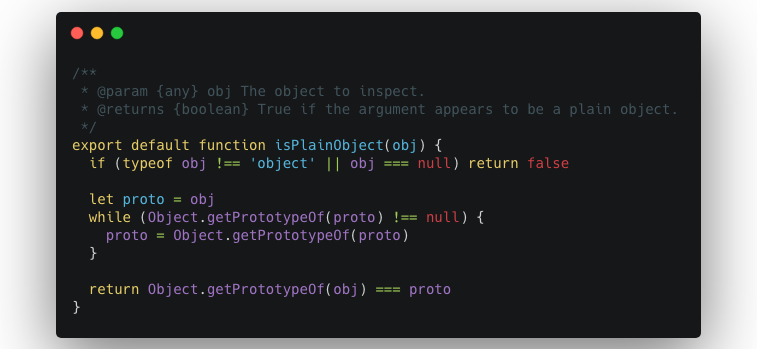 /**
 * @param {any} obj The object to inspect.
 * @returns {boolean} True if the argument appears to be a plain object.
 */
export default function isPlainObject(obj) {
  if (typeof obj !== 'object' || obj === null) return false

  let proto = obj
  while (Object.getPrototypeOf(proto) !== null) {
    proto = Object.getPrototypeOf(proto)
  }

  return Object.getPrototypeOf(obj) === proto
}